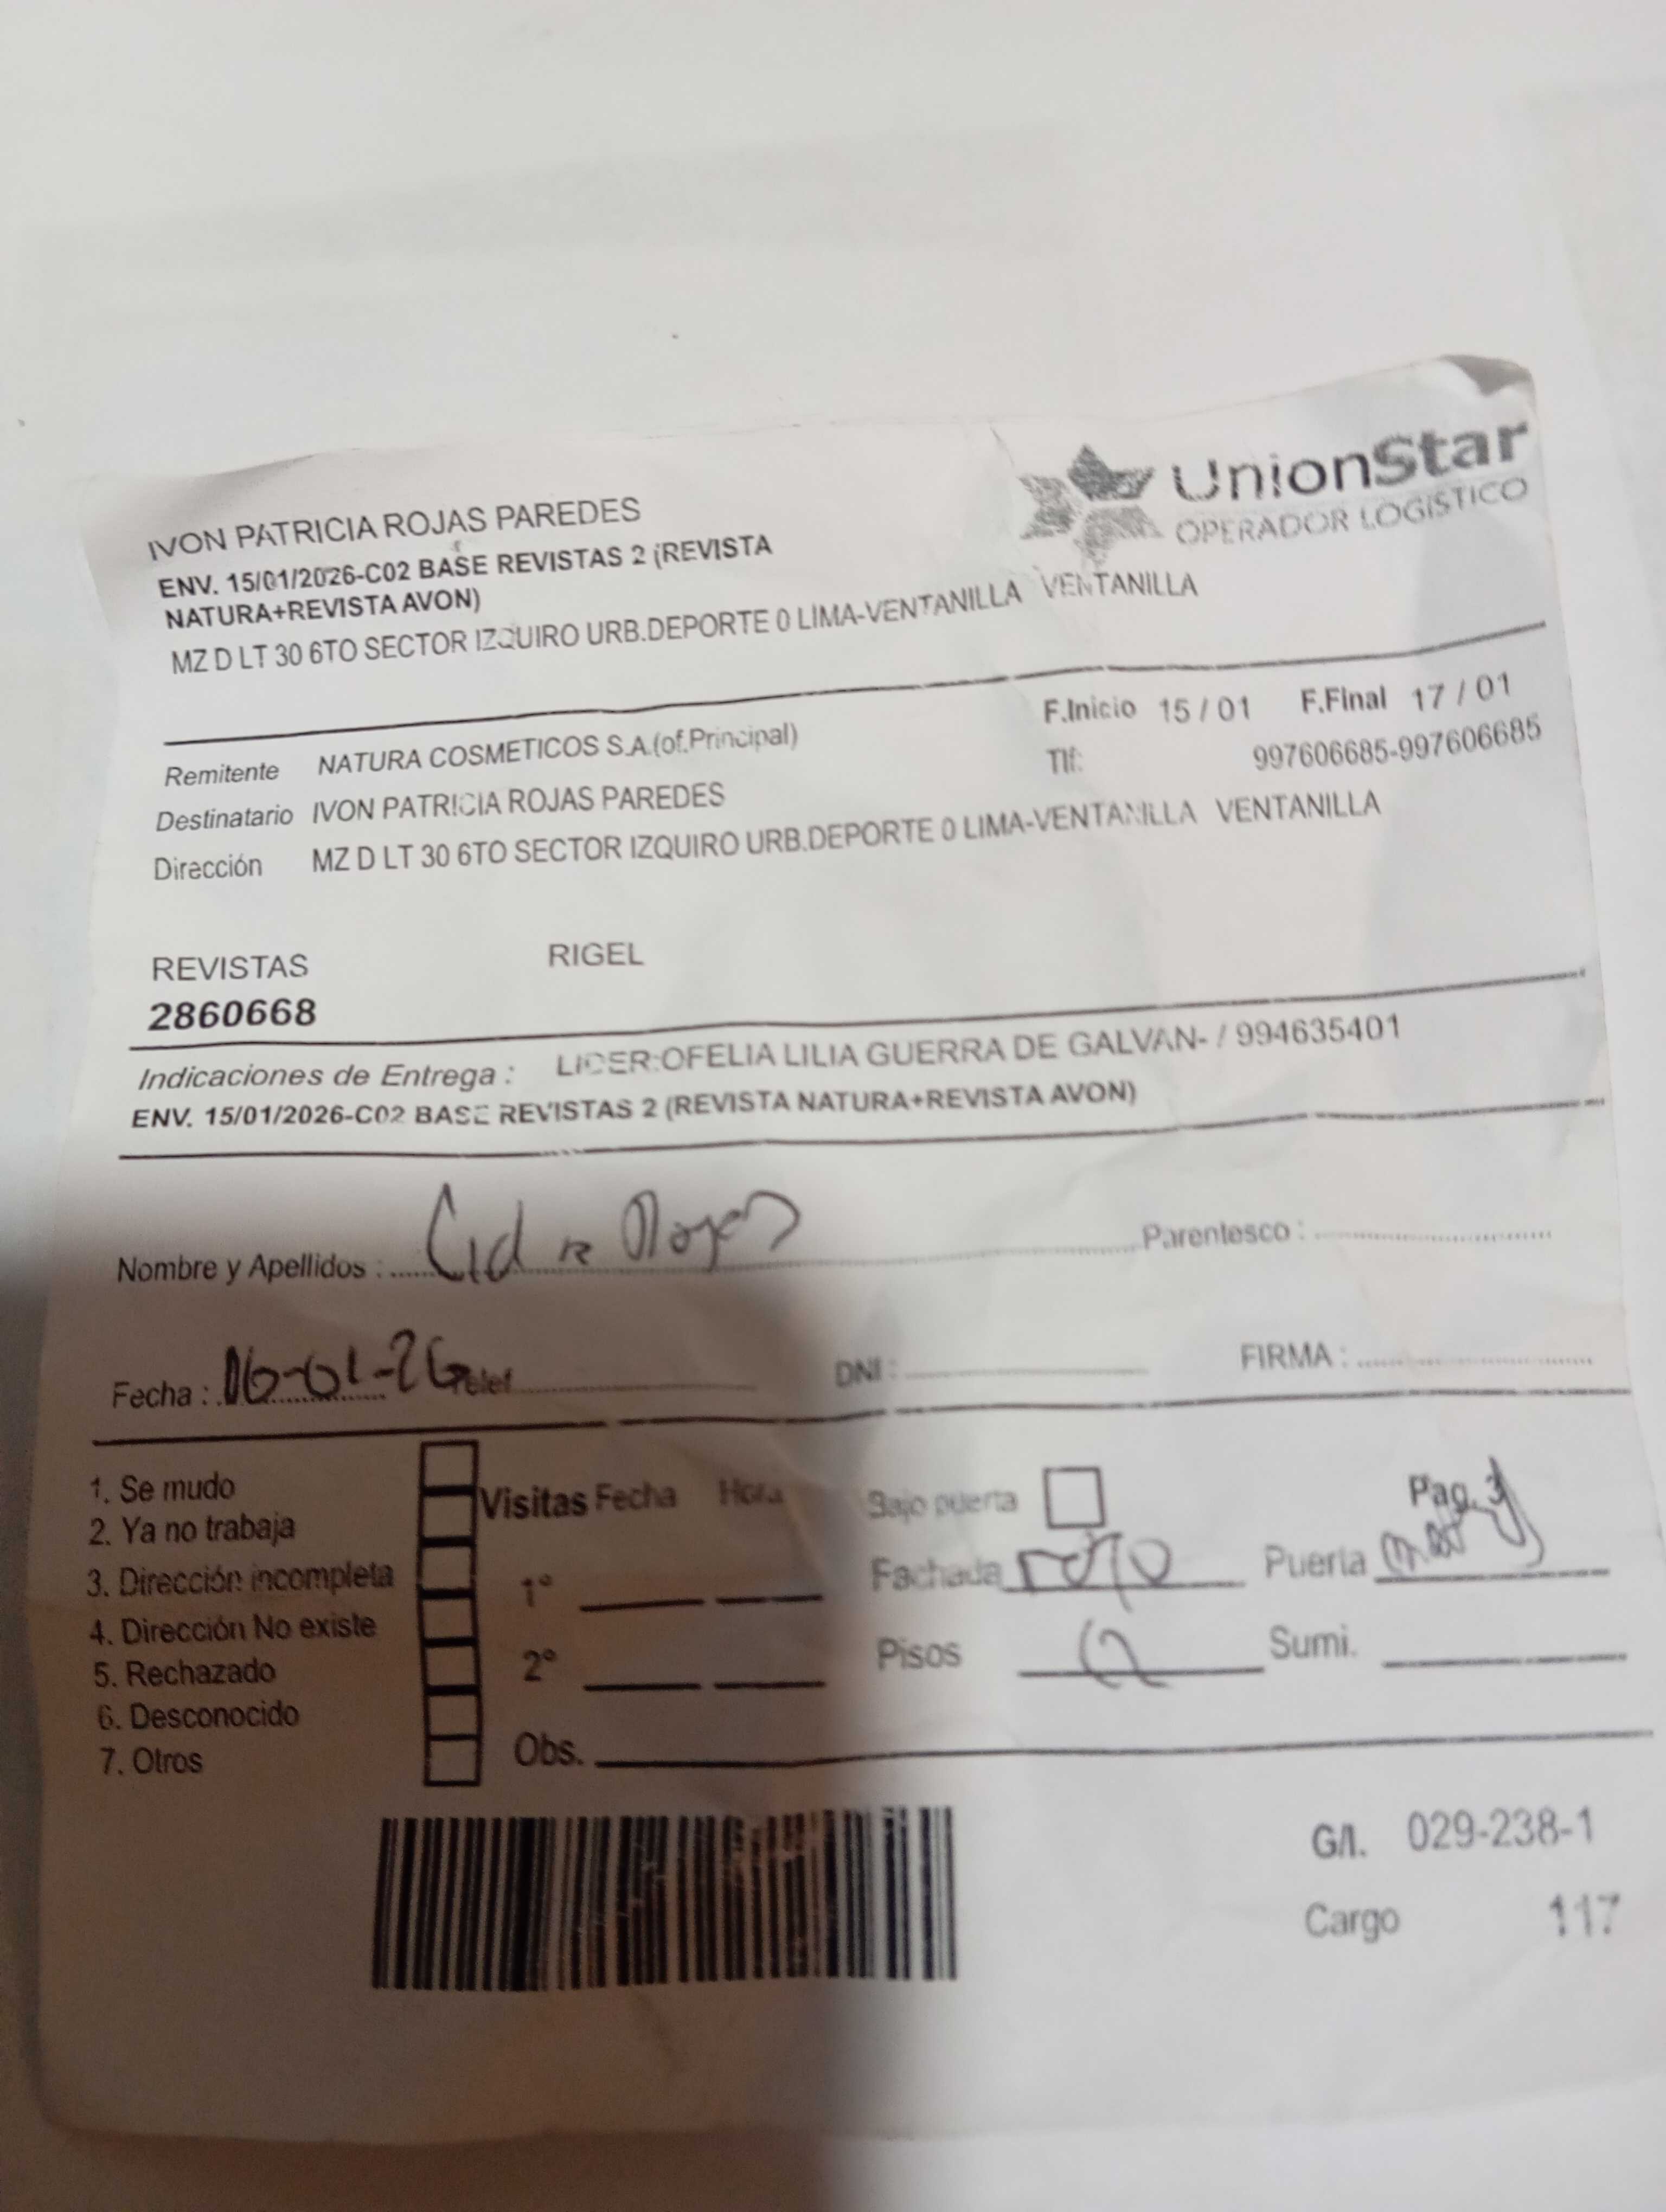 UnionStar
OPERADOR LOGISTICO
IVON PATRICIA ROJAS PAREDES
ENV. 15/01/2026-C02 BASE REVISTAS 2 (REVISTA
NATURA+REVISTA AVON)
MZ D LT 30 6TO SECTOR IZQUIRO URB.DEPORTE 0 LIMA-VENTANILLA VENTANILLA
F.Inicio 15 / 01 F.Final 17 / 01
Remitente NATURA COSMETICOS S.A.(of.Principal)
Tlf: 997606685-997606685
Destinatario IVON PATRICIA ROJAS PAREDES
Dirección MZ D LT 30 6TO SECTOR IZQUIRO URB.DEPORTE 0 LIMA-VENTANILLA VENTANILLA
REVISTAS RIGEL
2860668
Indicaciones de Entrega : LIDER:OFELIA LILIA GUERRA DE GALVAN- / 994635401
ENV. 15/01/2026-C02 BASE REVISTAS 2 (REVISTA NATURA+REVISTA AVON)
Nombre y Apellidos : Rojas Parentesco :
Fecha : 16-01-26 Telef DNI : FIRMA :
1. Se mudo
2. Ya no trabaja
3. Dirección incompleta
4. Dirección No existe
5. Rechazado
6. Desconocido
7. Otros
Visitas Fecha Hora
1°
2°
Obs.
Bajo puerta
Pag. 3
Fachada rojo Puerta
Pisos 2 Sumi.
G/I. 029-238-1
Cargo 117